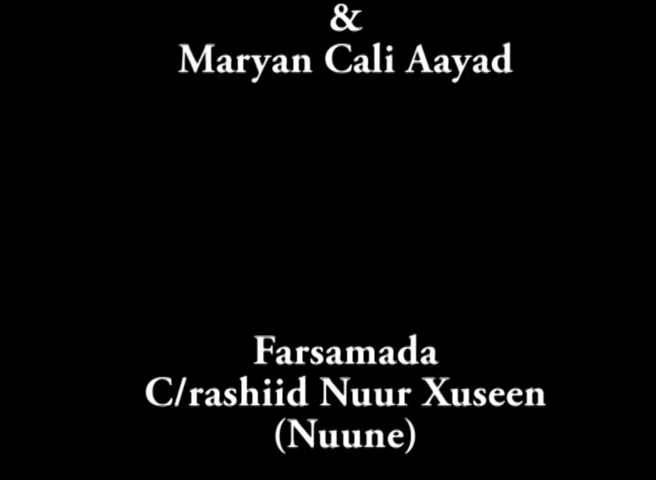 &
Maryan Cali Aayad
Farsamada
C/rashiid Nuur Xuseen
(Nuune)